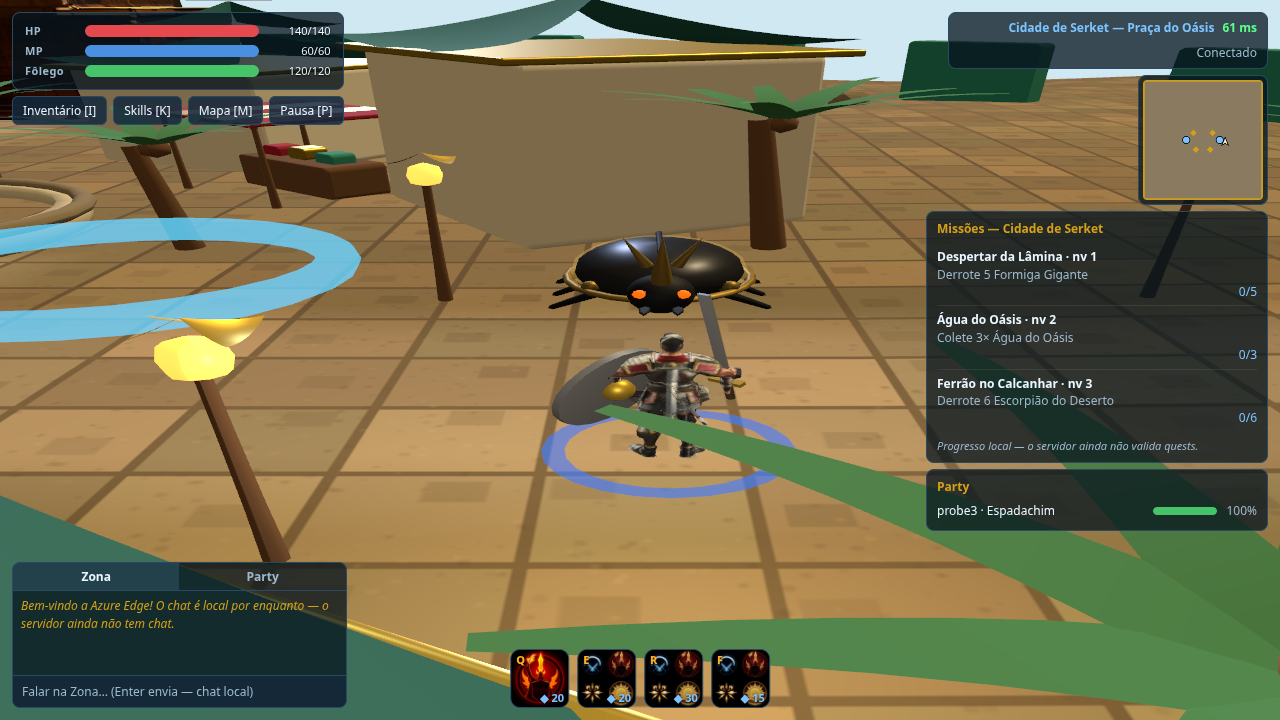 HP 140/140
MP 60/60
Fôlego 120/120
Inventário [I] Skills [K] Mapa [M] Pausa [P]
Cidade de Serket — Praça do Oásis 61 ms
Conectado
Missões — Cidade de Serket
Despertar da Lâmina · nv 1
Derrote 5 Formiga Gigante
0/5
Água do Oásis · nv 2
Colete 3× Água do Oásis
0/3
Ferrão no Calcanhar · nv 3
Derrote 6 Escorpião do Deserto
0/6
Progresso local — o servidor ainda não valida quests.
Party
probe3 · Espadachim 100%
Zona Party
Bem-vindo a Azure Edge! O chat é local por enquanto — o
servidor ainda não tem chat.
Falar na Zona... (Enter envia — chat local)
Q E R F
20 20 30 15